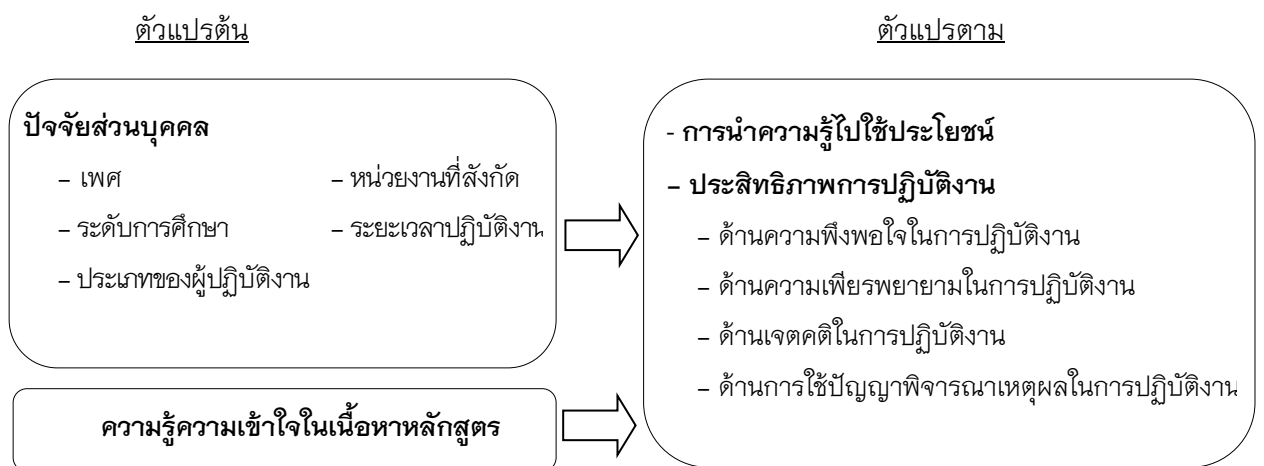 ตัวแปรต้น
ตัวแปรตาม
ปัจจัยส่วนบุคคล
– เพศ – หน่วยงานที่สังกัด
– ระดับการศึกษา – ระยะเวลาปฏิบัติงาน
– ประเภทของผู้ปฏิบัติงาน
ความรู้ความเข้าใจในเนื้อหาหลักสูตร
- การนำความรู้ไปใช้ประโยชน์
– ประสิทธิภาพการปฏิบัติงาน
– ด้านความพึงพอใจในการปฏิบัติงาน
– ด้านความเพียรพยายามในการปฏิบัติงาน
– ด้านเจตคติในการปฏิบัติงาน
– ด้านการใช้ปัญญาพิจารณาเหตุผลในการปฏิบัติงาน